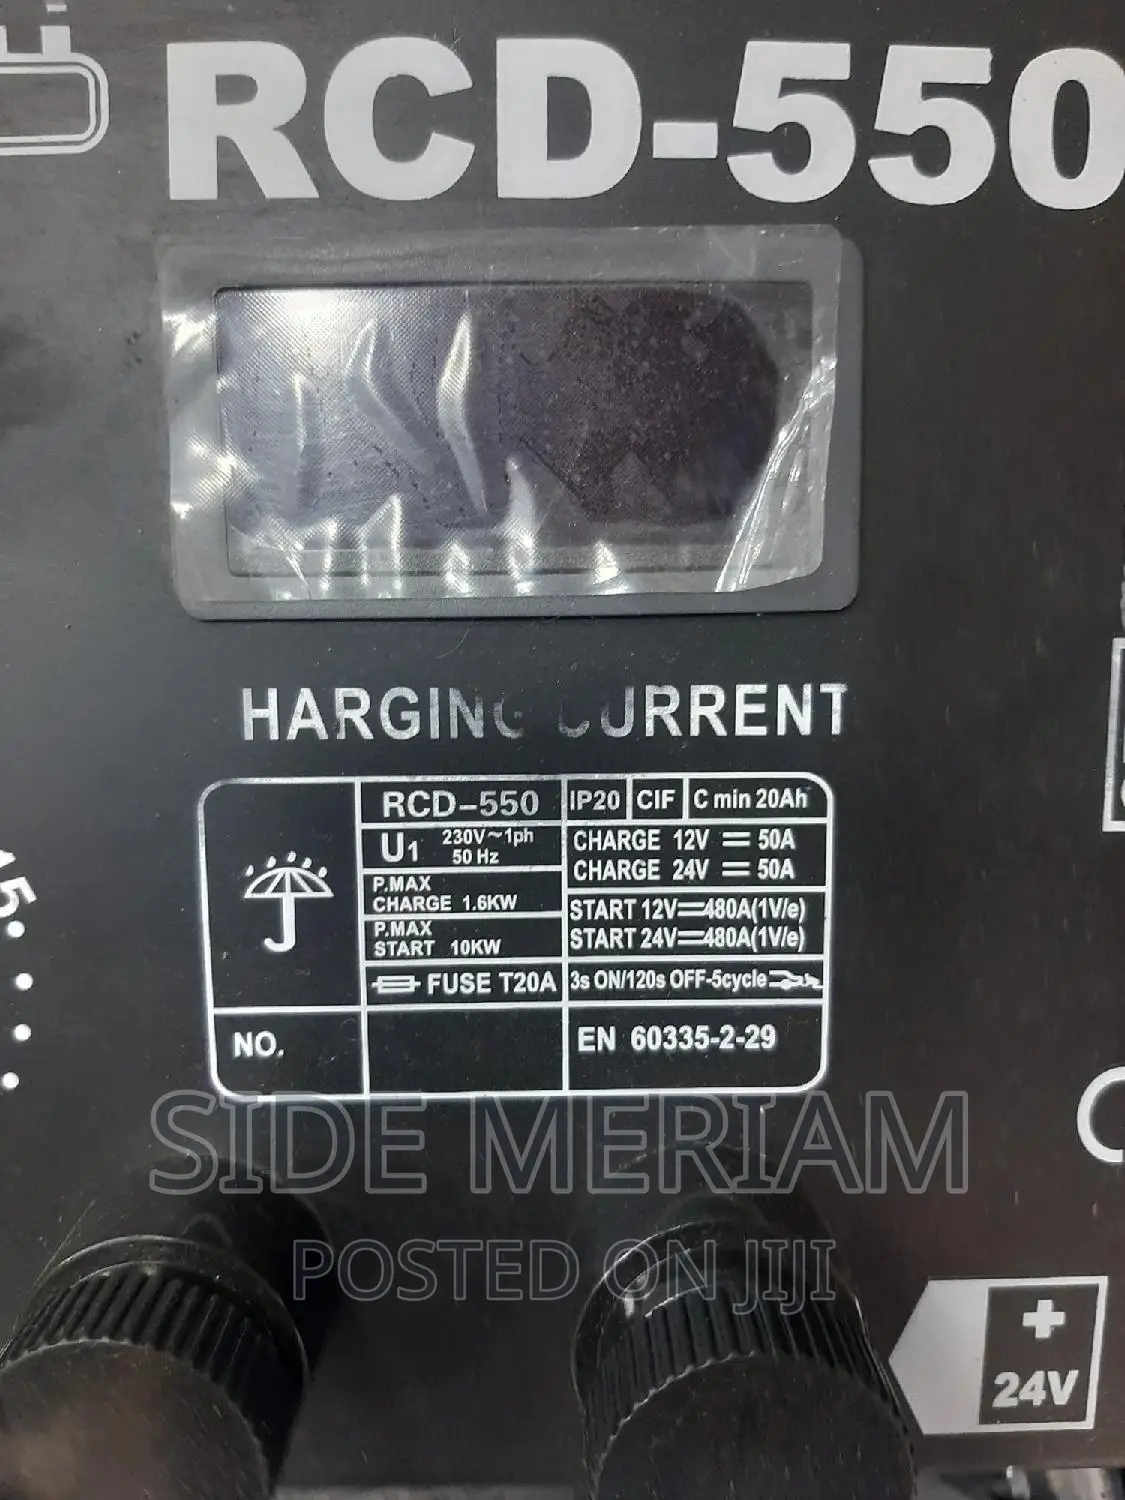 RCD-550
HARGING CURRENT
RCD-550 IP20 CIF C min 20Ah
U1 230V~1ph
50 Hz
CHARGE 12V = 50A
CHARGE 24V = 50A
P.MAX
CHARGE 1.6KW
P.MAX
START 10KW
START 12V=480A(1V/e)
START 24V=480A(1V/e)
FUSE T20A
3s ON/120s OFF-5cycle
NO.
EN 60335-2-29
15
SIDE MERIAM
POSTED ON JIJI
+
24V